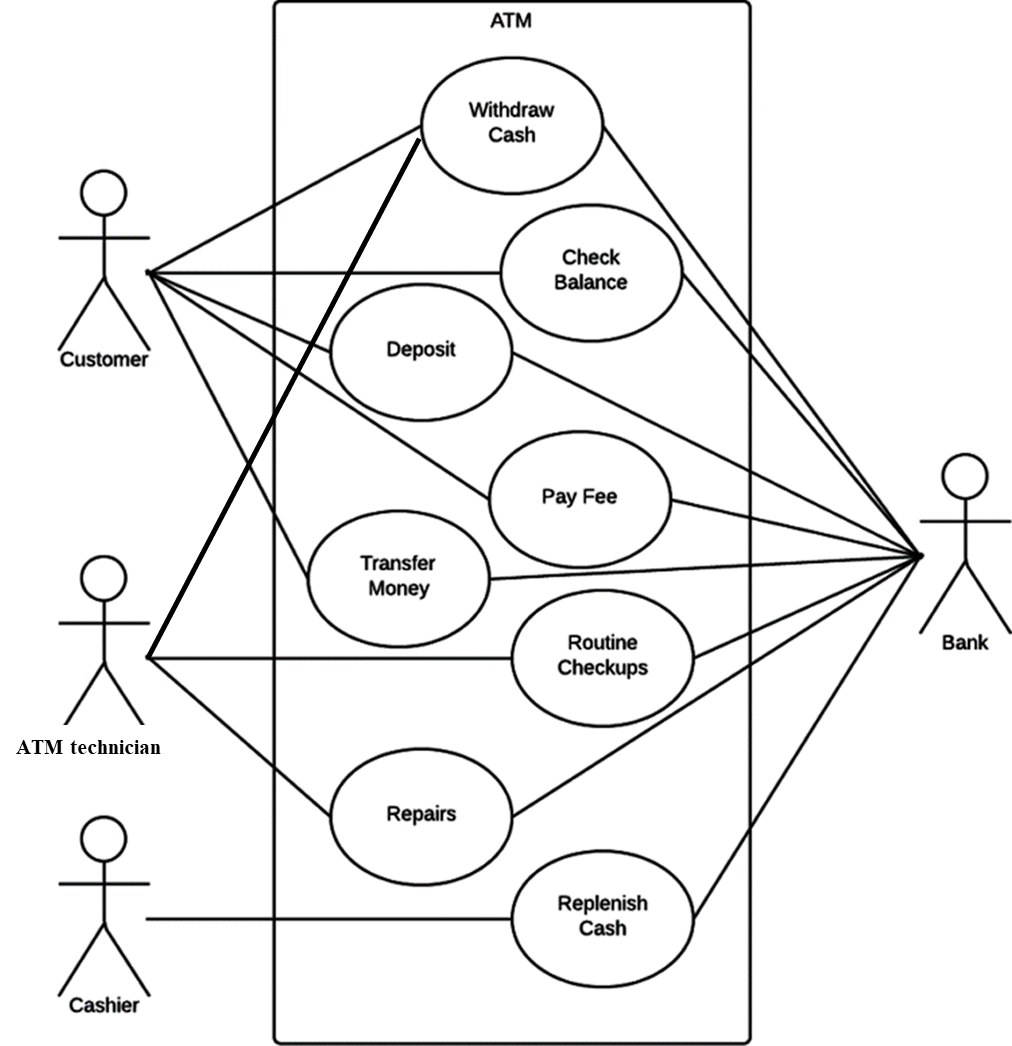 ATM
Withdraw
Cash
Check
Balance
Customer
Deposit
Pay Fee
Transfer
Money
Routine
Checkups
Bank
ATM technician
Repairs
Replenish
Cash
Cashier